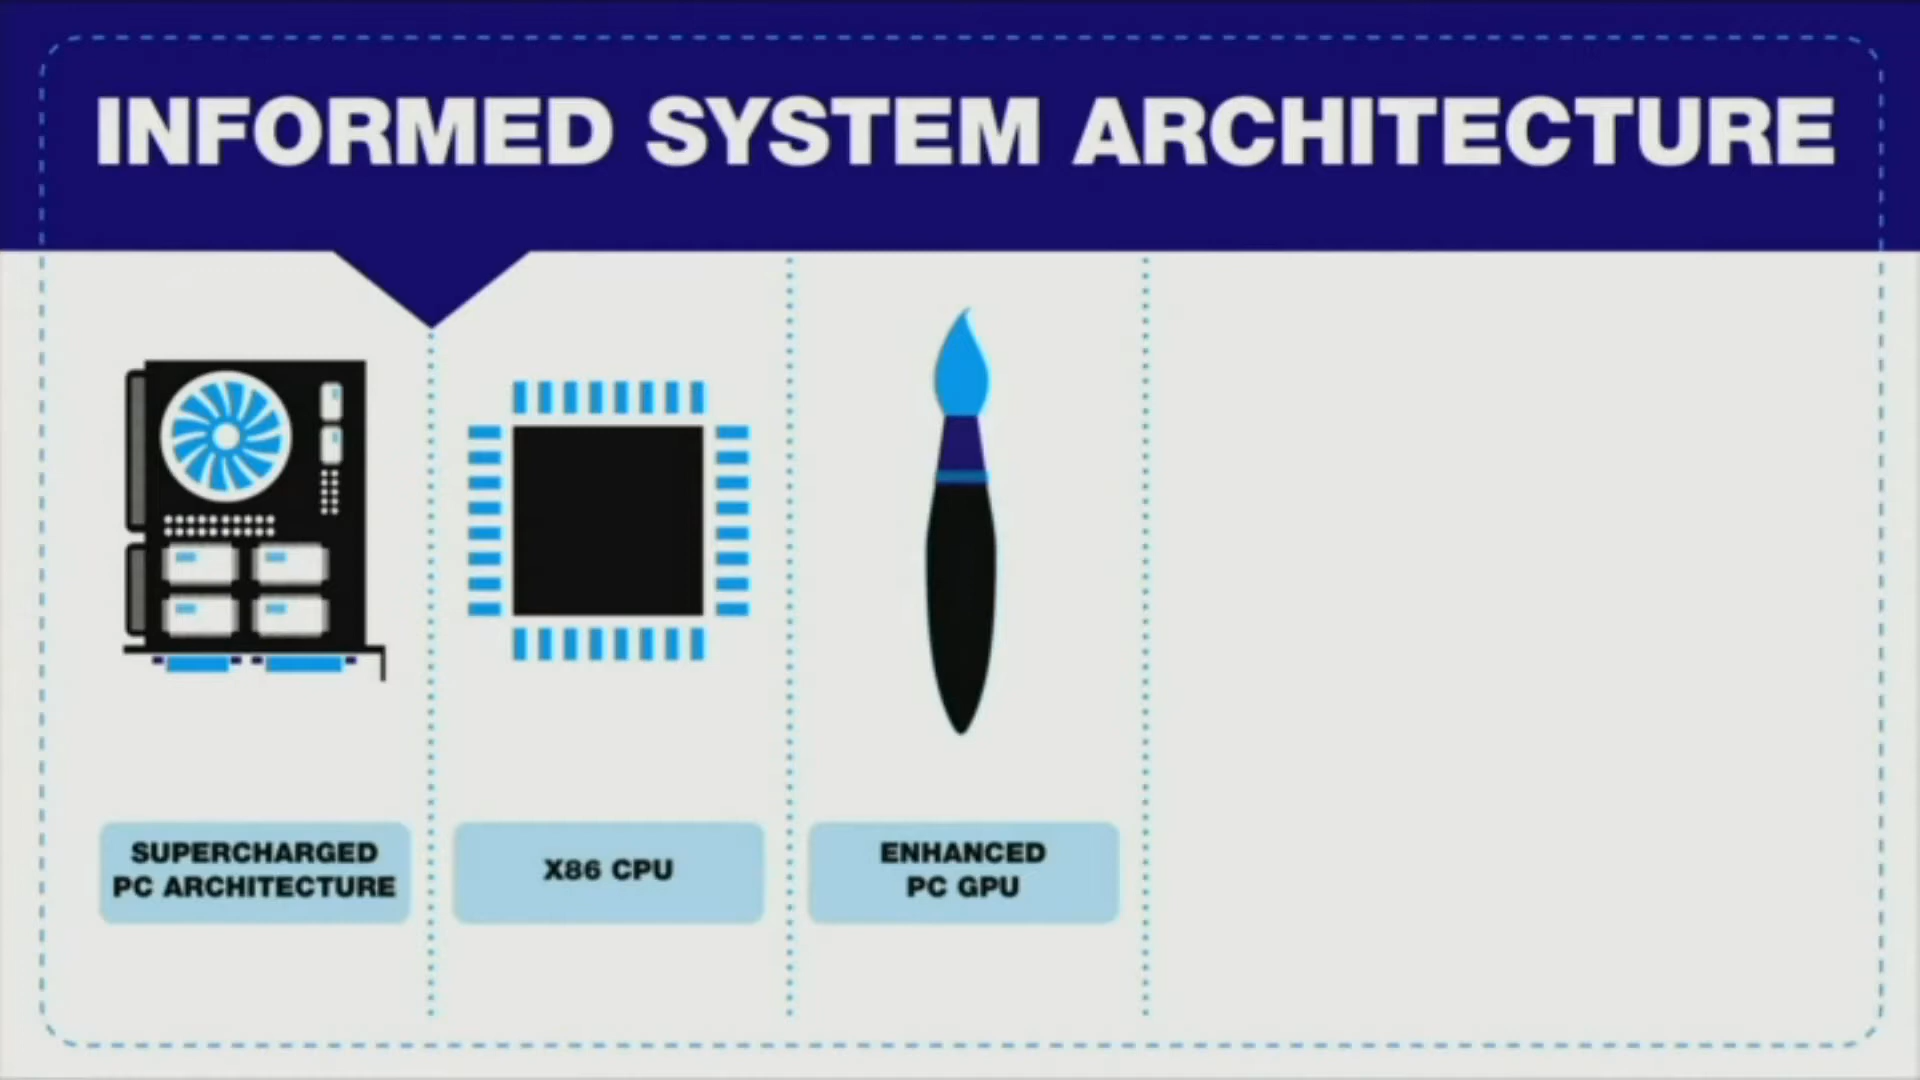 INFORMED SYSTEM ARCHITECTURE
SUPERCHARGED
PC ARCHITECTURE
X86 CPU
ENHANCED
PC GPU